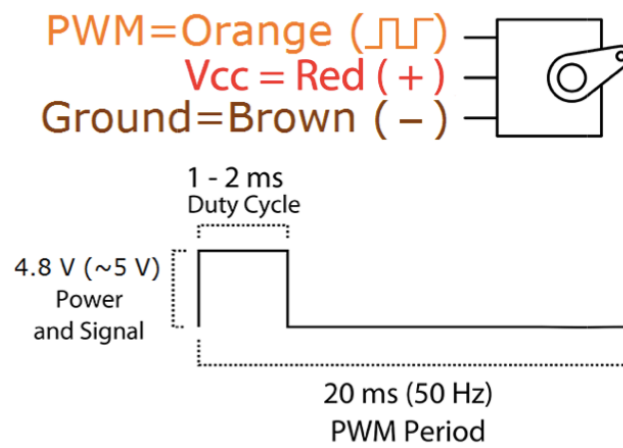 PWM=Orange (⎍⎍)
Vcc = Red ( + )
Ground=Brown ( − )
1 - 2 ms
Duty Cycle
4.8 V (~5 V)
Power
and Signal
20 ms (50 Hz)
PWM Period